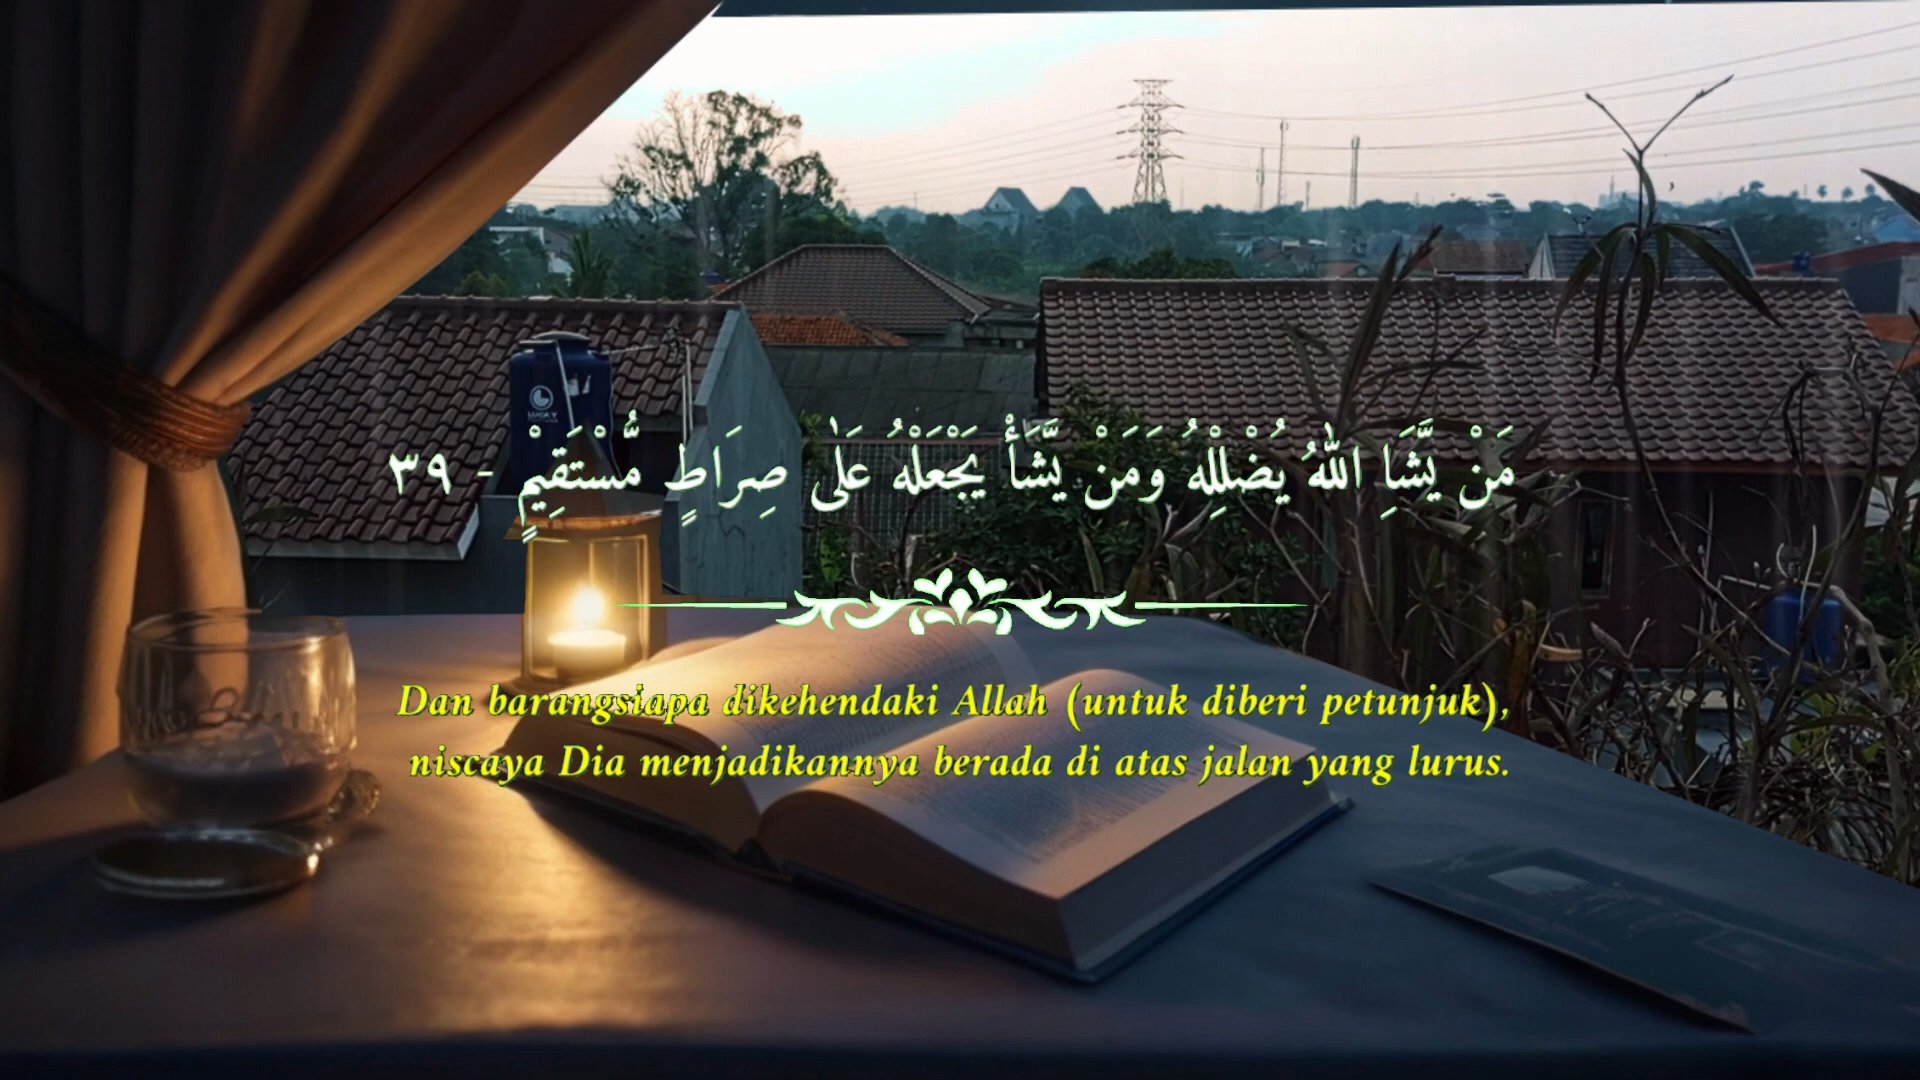 مَنْ يَّشَاِ اللّٰهُ يُضْلِلْهُ وَمَنْ يَّشَأْ يَجْعَلْهُ عَلٰى صِرَاطٍ مُّسْتَقِيْمٍ - ٣٩
Dan barangsiapa dikehendaki Allah (untuk diberi petunjuk),
niscaya Dia menjadikannya berada di atas jalan yang lurus.
LUCKY